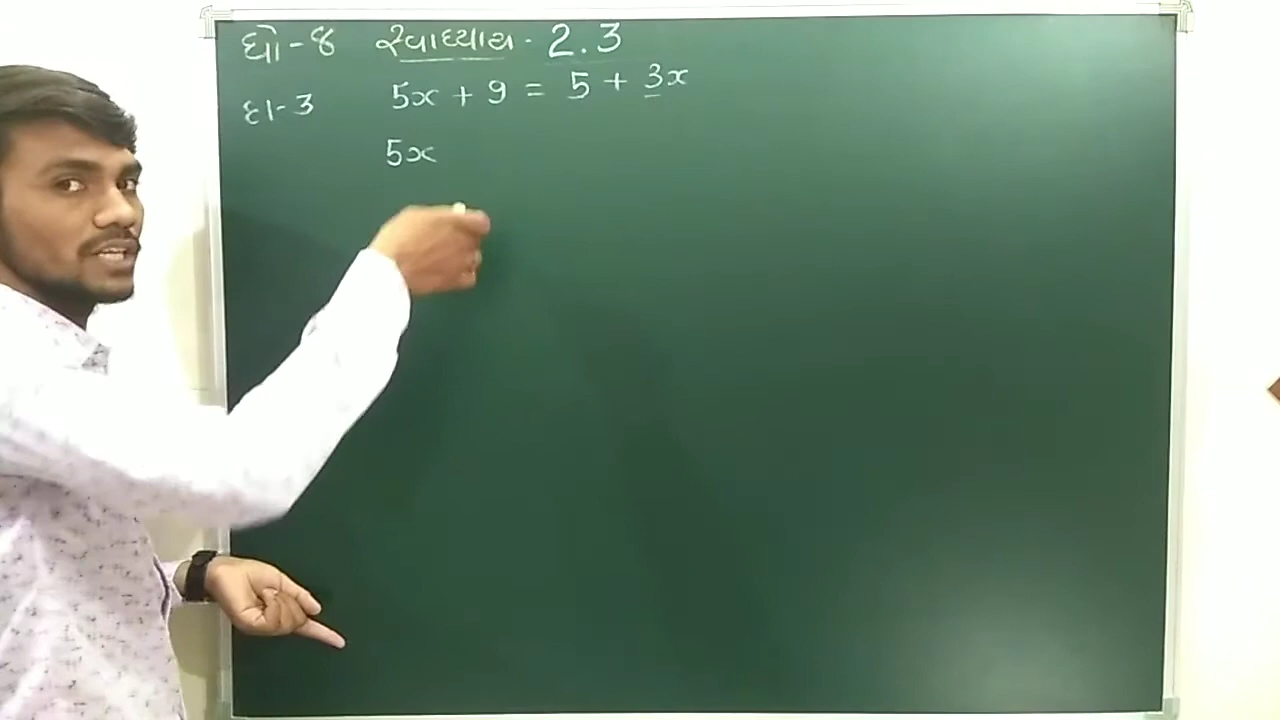 ધો-8 સ્વાધ્યાય - 2.3
દા-3 5x + 9 = 5 + 3x
5x